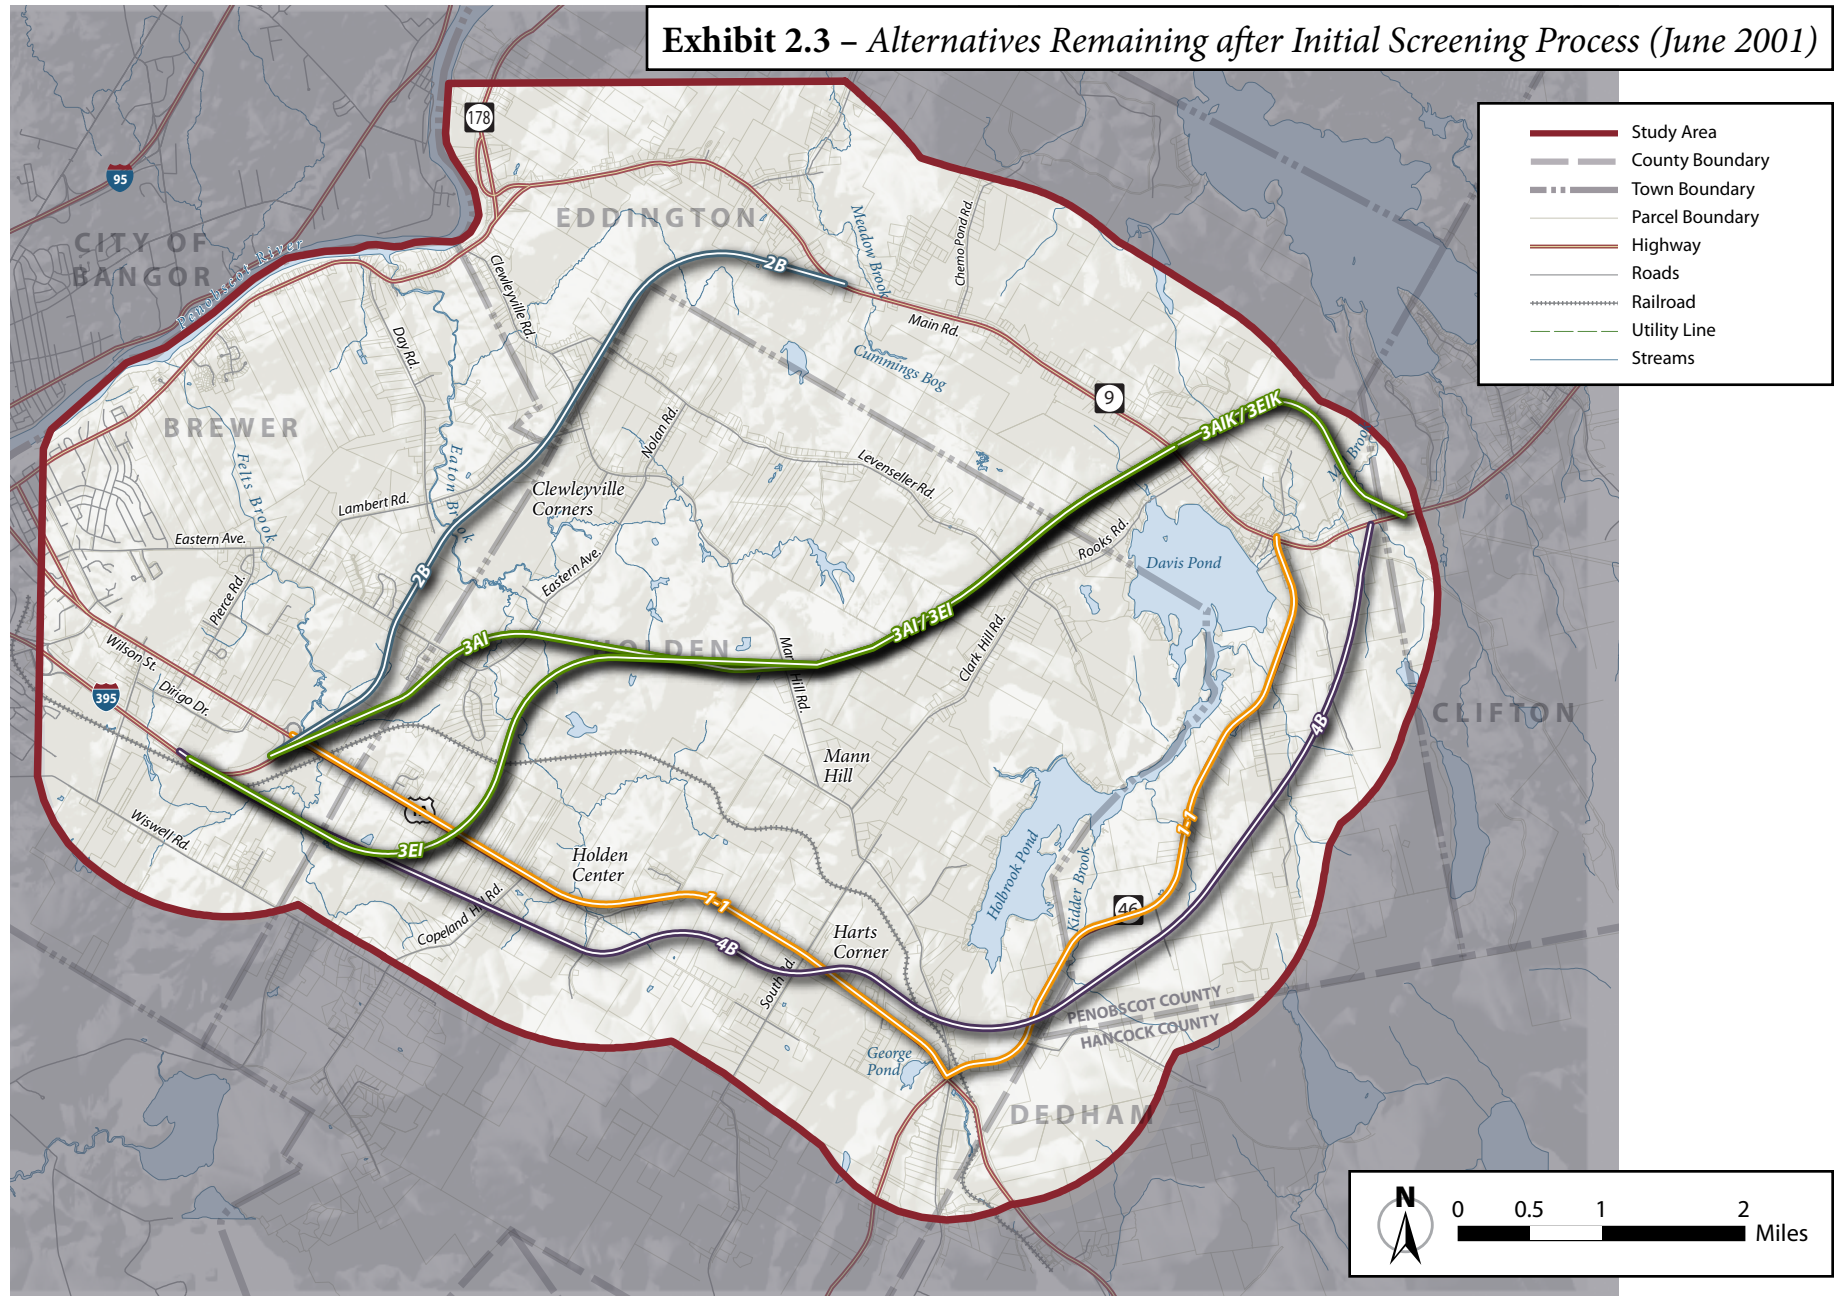 Exhibit 2.3 – Alternatives Remaining after Initial Screening Process (June 2001)
Study Area
County Boundary
Town Boundary
Parcel Boundary
Highway
Roads
Railroad
Utility Line
Streams
178
95
CITY OF
BANGOR
Penobscot River
EDDINGTON
Meadow Brook
Chemo Pond Rd.
Clewleyville Rd.
2B
Main Rd.
Day Rd.
Cummings Bog
9
3AIK / 3EIK
BREWER
Nolan Rd.
Felts Brook
Eaton Brook
Levenseller Rd.
Clewleyville
Corners
Lambert Rd.
Eastern Ave.
Rooks Rd.
Davis Pond
Eastern Ave.
2B
Pierce Rd.
3AI / 3EI
3AI
HOLDEN
Mann Hill Rd.
Clark Hill Rd.
Wilson St.
Dirigo Dr.
395
CLIFTON
4B
Mann
Hill
Wiswell Rd.
1-1
3EI
Holden
Center
Holbrook Pond
Kidder Brook
46
1-1
Copeland Hill Rd.
4B
Harts
Corner
South Rd.
PENOBSCOT COUNTY
HANCOCK COUNTY
George
Pond
DEDHAM
N
0 0.5 1 2
Miles